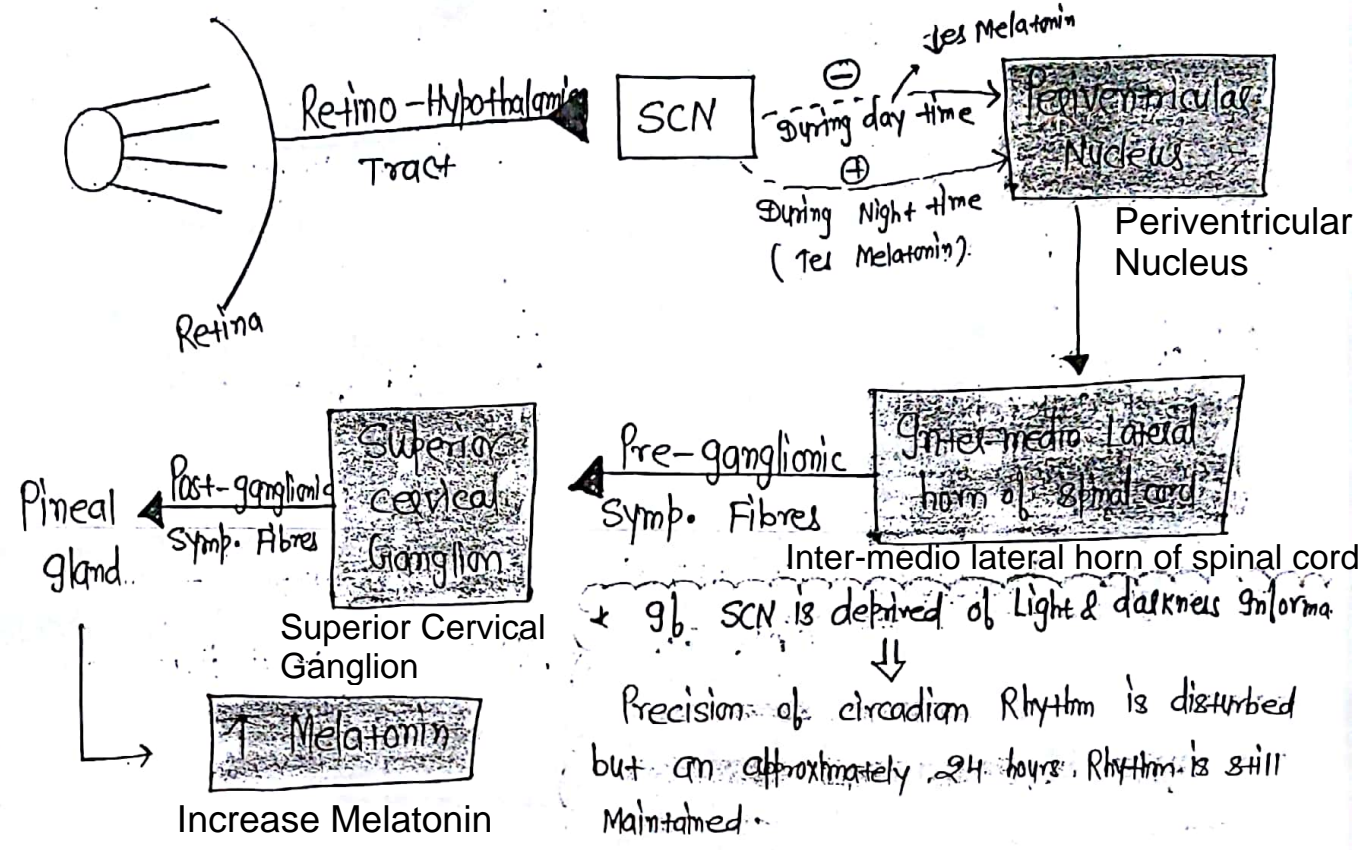 ↓es Melatonin
Retino-Hypothalamic
Tract
SCN
⊖
During day time
⊕
During Night time
(↑es Melatonin).
Periventricular
Nucleus
Periventricular
Nucleus
Retina
Inter-medio Lateral
horn of spinal cord
Inter-medio lateral horn of spinal cord
Pre-ganglionic
Symp. Fibres
Superior
Cervical
Ganglion
Superior Cervical
Ganglion
Post-ganglionic
Symp. Fibres
Pineal
gland
↑ Melatonin
Increase Melatonin
* If SCN is deprived of Light & darkness Informa
⇓
Precision of circadian Rhythm is disturbed
but an approximately 24 hours Rhythm is still
Maintained.